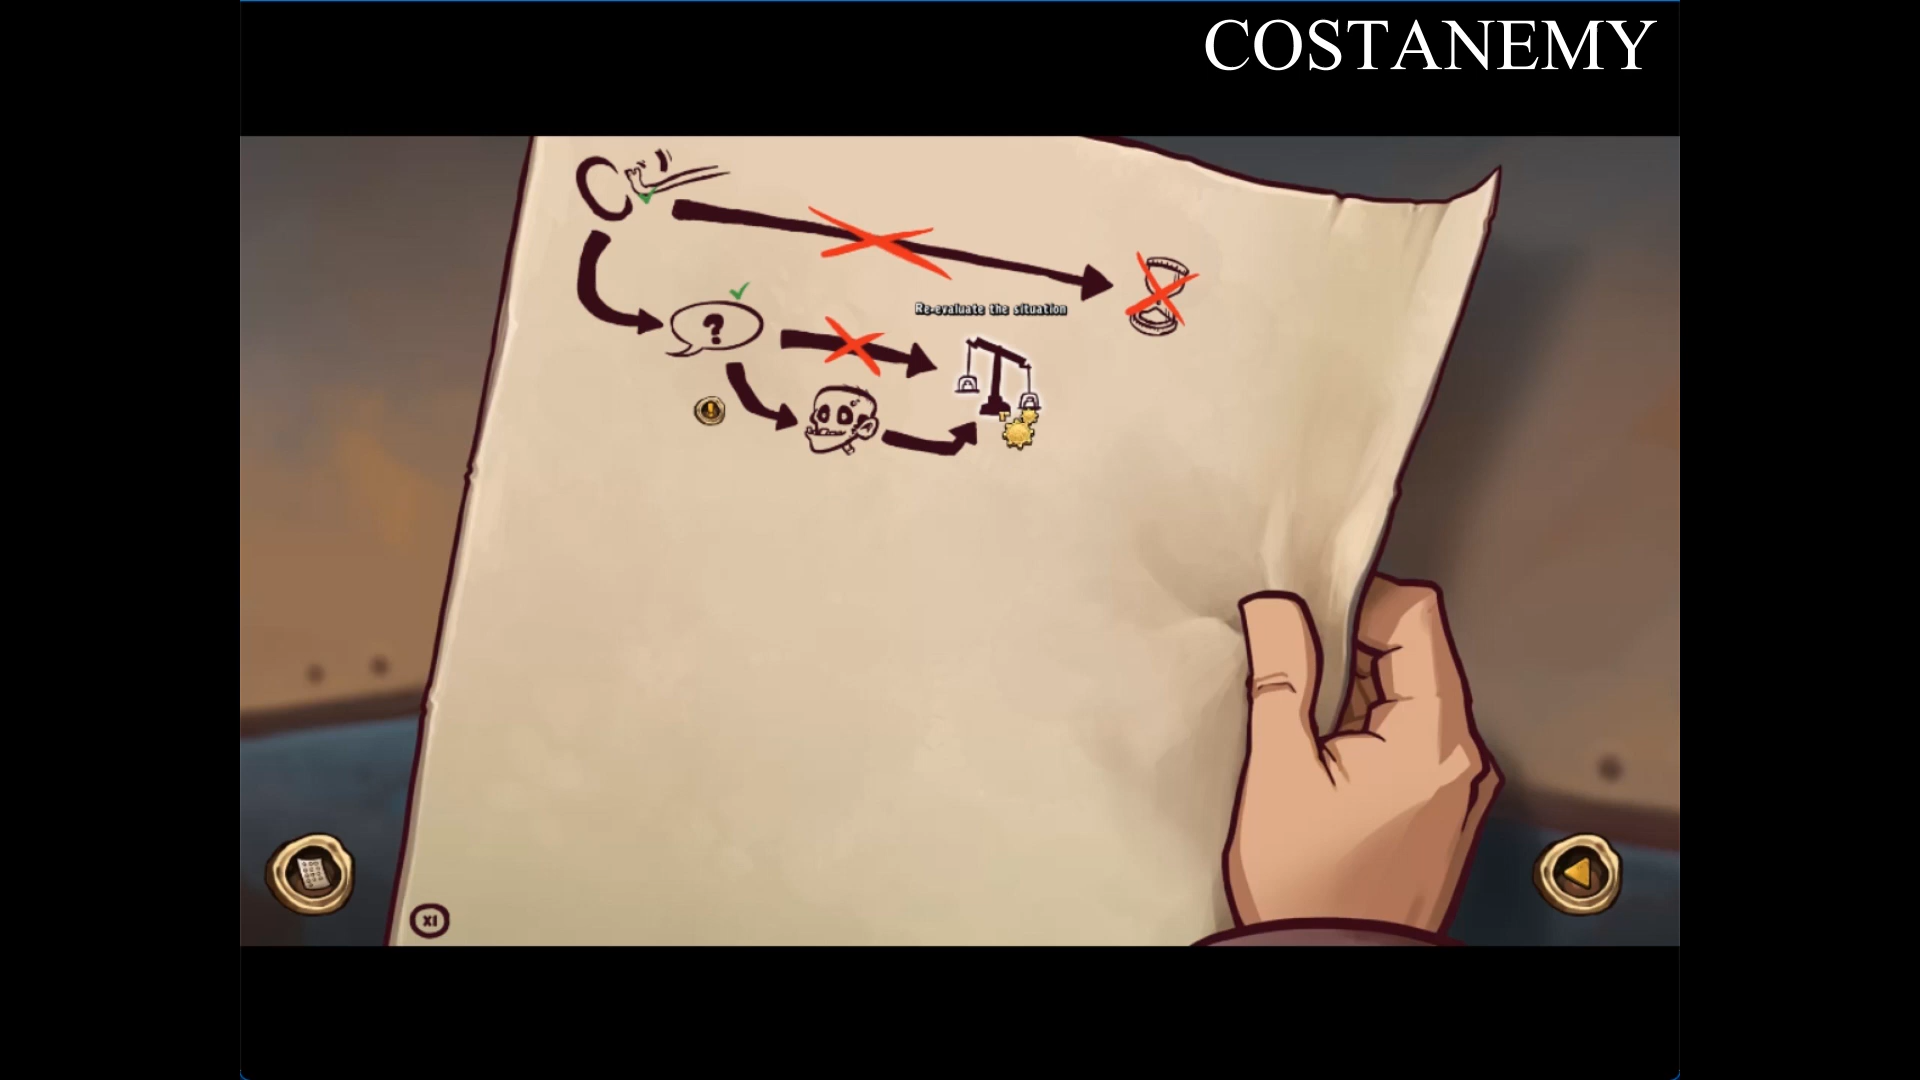 COSTANEMY
?
Re-evaluate the situation
!
XI